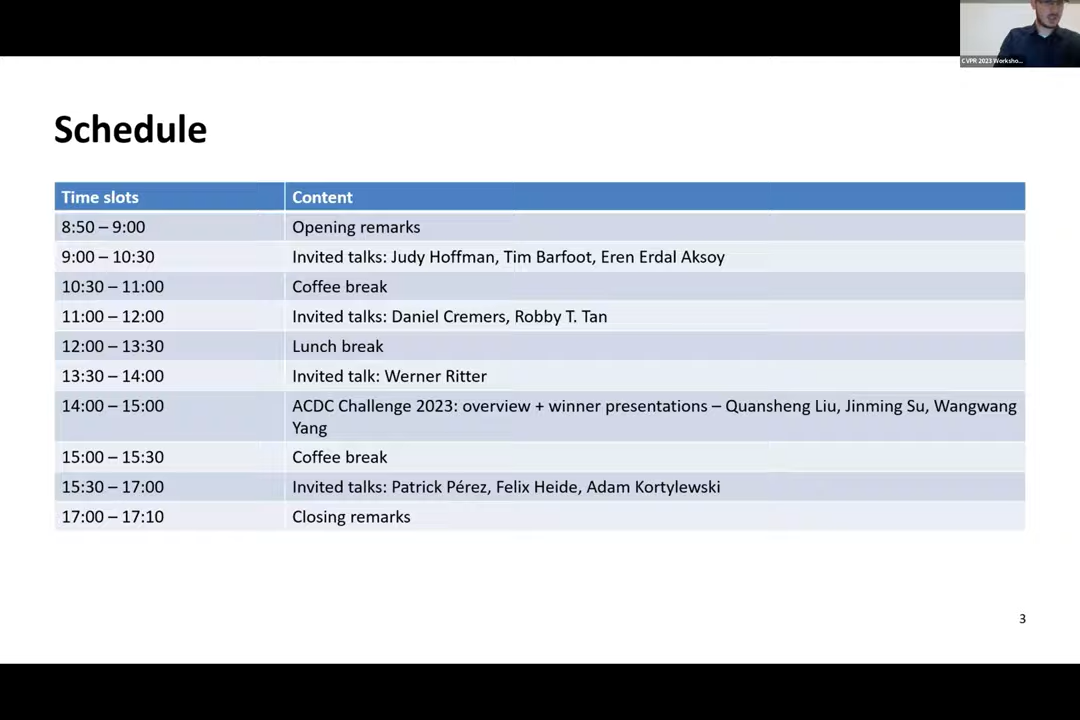 CVPR 2023 Worksho...
Schedule
Time slots Content
8:50 – 9:00 Opening remarks
9:00 – 10:30 Invited talks: Judy Hoffman, Tim Barfoot, Eren Erdal Aksoy
10:30 – 11:00 Coffee break
11:00 – 12:00 Invited talks: Daniel Cremers, Robby T. Tan
12:00 – 13:30 Lunch break
13:30 – 14:00 Invited talk: Werner Ritter
14:00 – 15:00 ACDC Challenge 2023: overview + winner presentations – Quansheng Liu, Jinming Su, Wangwang
Yang
15:00 – 15:30 Coffee break
15:30 – 17:00 Invited talks: Patrick Pérez, Felix Heide, Adam Kortylewski
17:00 – 17:10 Closing remarks
3